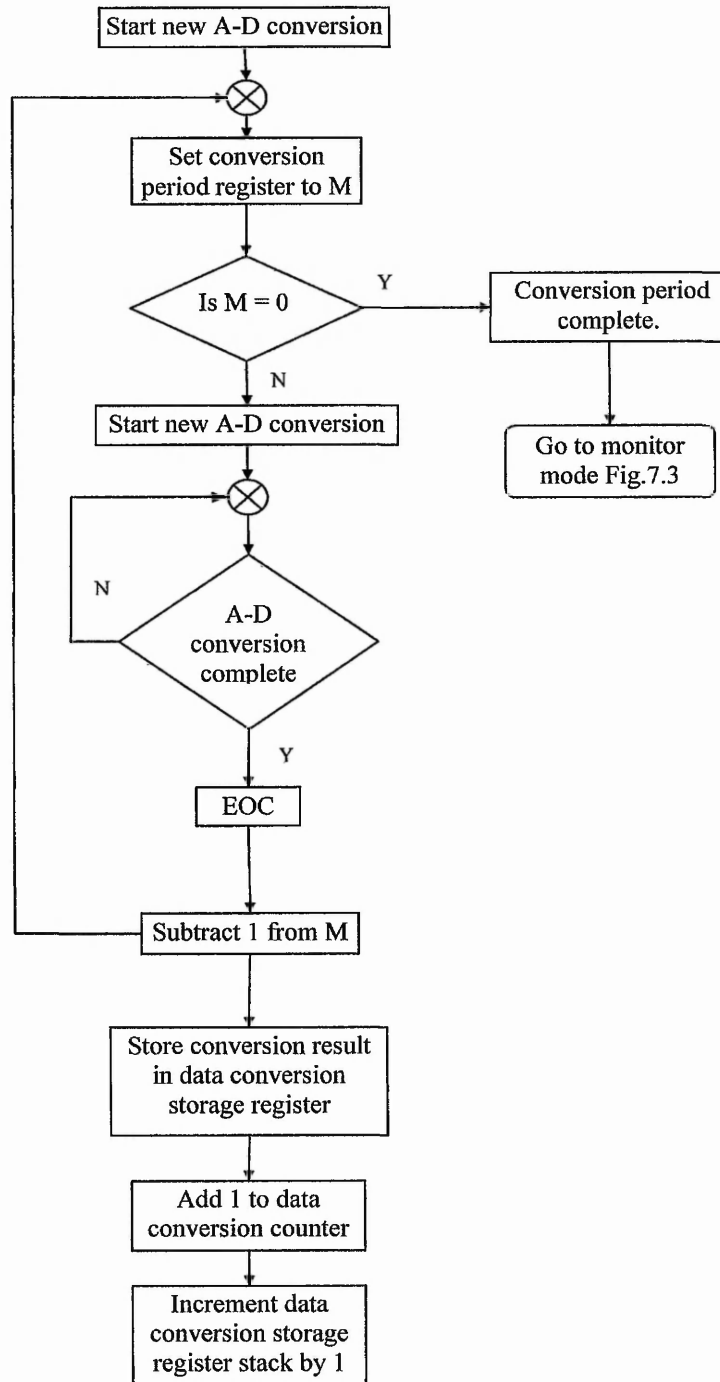 Start new A-D conversion
Set conversion
period register to M
Is M = 0
Y
Conversion period
complete.
N
Start new A-D conversion
Go to monitor
mode Fig.7.3
N
A-D
conversion
complete
Y
EOC
Subtract 1 from M
Store conversion result
in data conversion
storage register
Add 1 to data
conversion counter
Increment data
conversion storage
register stack by 1